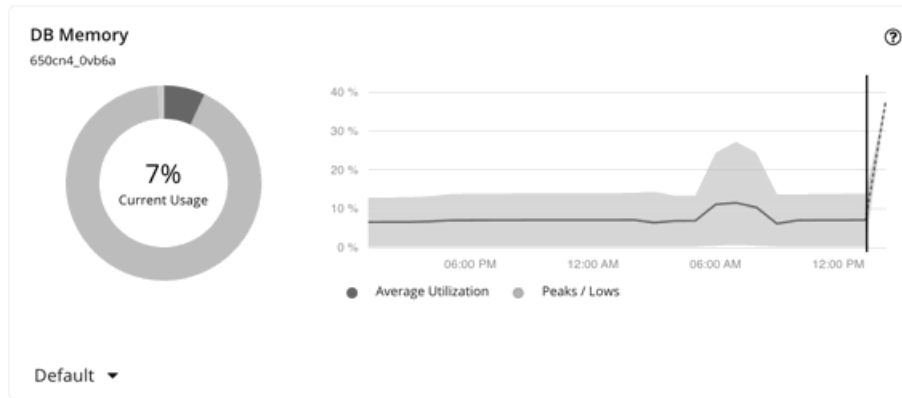 DB Memory
650cn4_0vb6a
7%
Current Usage
40 %
30 %
20 %
10 %
0 %
06:00 PM 12:00 AM 06:00 AM 12:00 PM
Average Utilization Peaks / Lows
Default